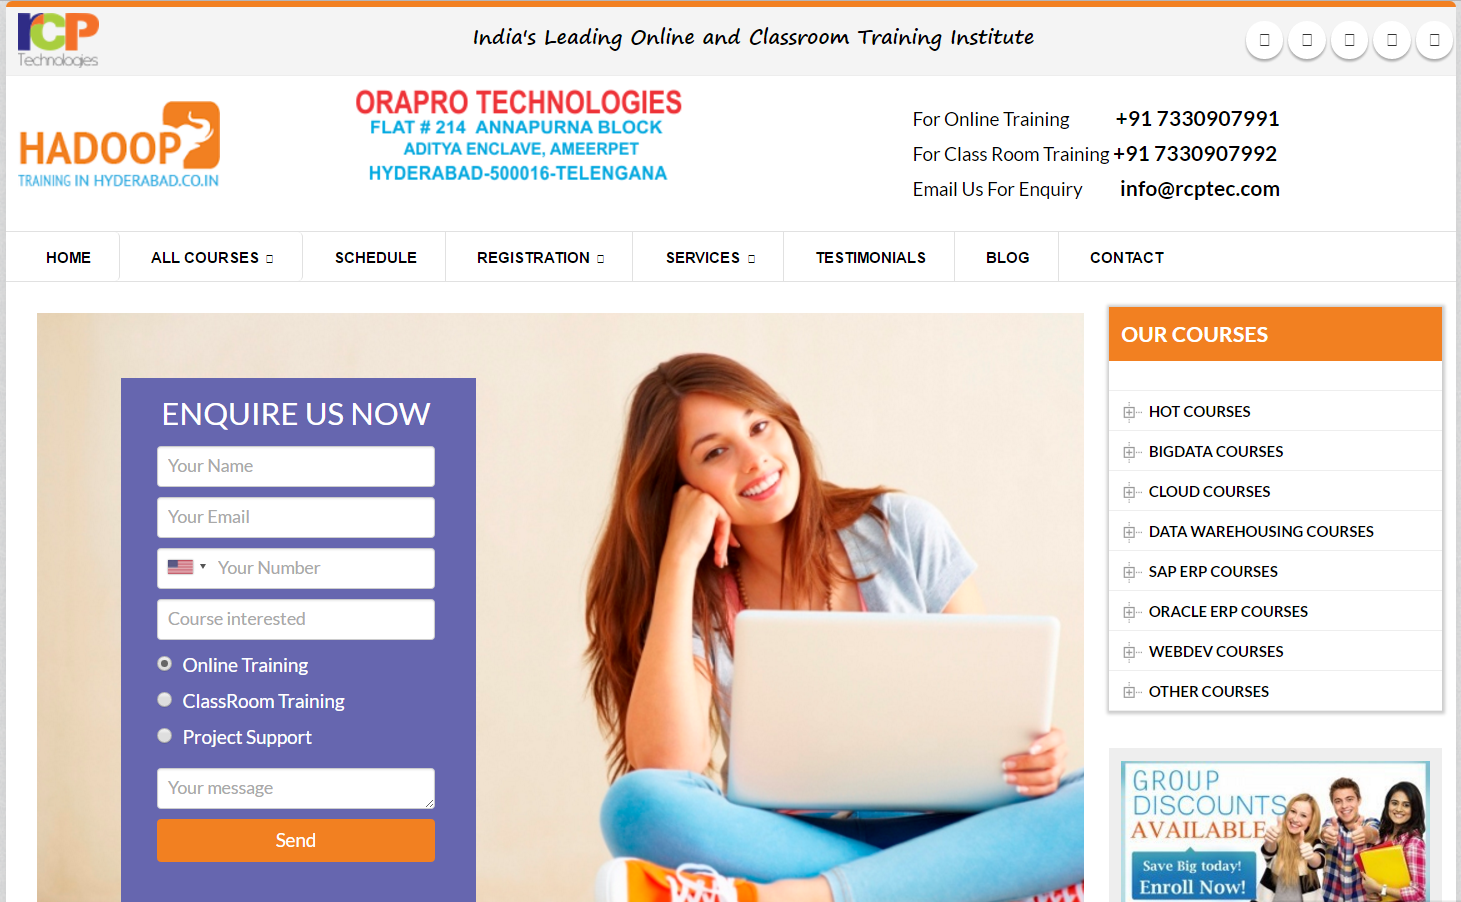 rCP
Technologies
India's Leading Online and Classroom Training Institute
HADOOP
TRAINING IN HYDERABAD.CO.IN
ORAPRO TECHNOLOGIES
FLAT # 214 ANNAPURNA BLOCK
ADITYA ENCLAVE, AMEERPET
HYDERABAD-500016-TELENGANA
For Online Training +91 7330907991
For Class Room Training +91 7330907992
Email Us For Enquiry info@rcptec.com
HOME ALL COURSES SCHEDULE REGISTRATION SERVICES TESTIMONIALS BLOG CONTACT
ENQUIRE US NOW
Your Name
Your Email
Your Number
Course interested
Online Training
ClassRoom Training
Project Support
Your message
Send
OUR COURSES
HOT COURSES
BIGDATA COURSES
CLOUD COURSES
DATA WAREHOUSING COURSES
SAP ERP COURSES
ORACLE ERP COURSES
WEBDEV COURSES
OTHER COURSES
GROUP
DISCOUNTS
AVAILABLE
Save Big today!
Enroll Now!